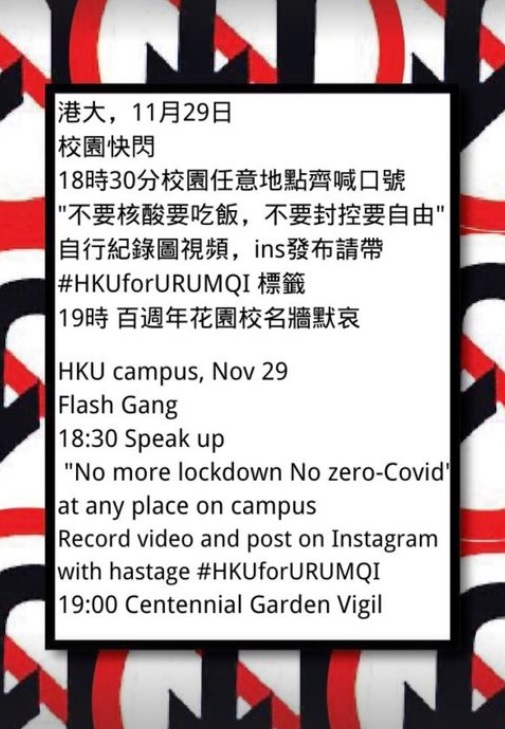 港大，11月29日
校園快閃
18時30分校園任意地點齊喊口號
"不要核酸要吃飯，不要封控要自由"
自行紀錄圖視頻，ins發布請帶
#HKUforURUMQI 標籤
19時 百週年花園校名牆默哀
HKU campus, Nov 29
Flash Gang
18:30 Speak up
"No more lockdown No zero-Covid"
at any place on campus
Record video and post on Instagram
with hastage #HKUforURUMQI
19:00 Centennial Garden Vigil